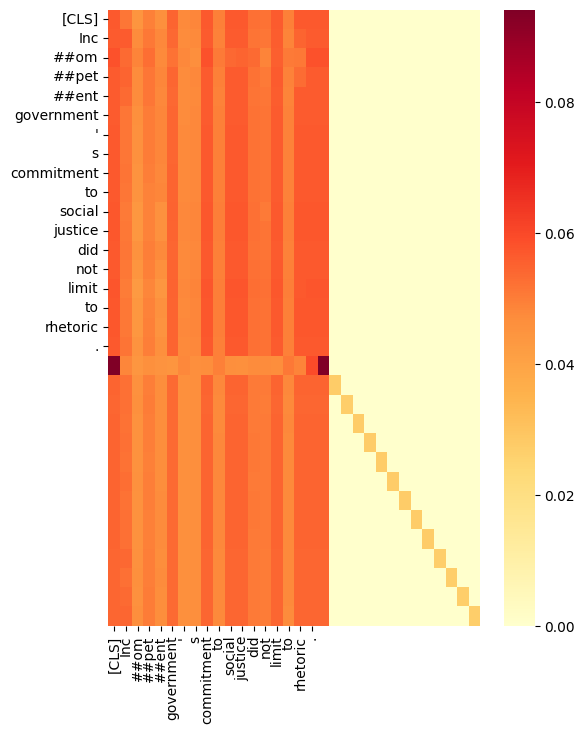 [CLS]
Inc
##om
##pet
##ent
government
'
s
commitment
to
social
justice
did
not
limit
to
rhetoric
.
0.08
0.06
0.04
0.02
0.00
[CLS]
Inc
##om
##pet
##ent
government
'
s
commitment
to
social
justice
did
not
limit
to
rhetoric
.